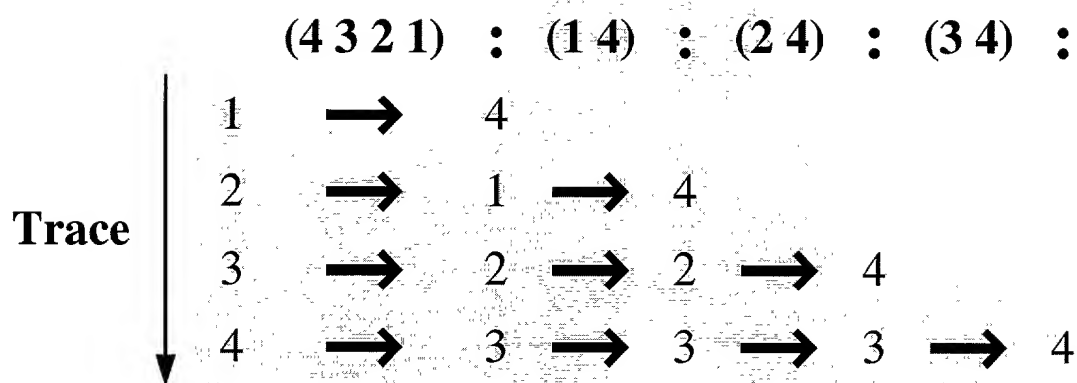 (4 3 2 1) : (1 4) : (2 4) : (3 4) :
1 → 4
2 → 1 → 4
Trace
3 → 2 → 2 → 4
4 → 3 → 3 → 3 → 4